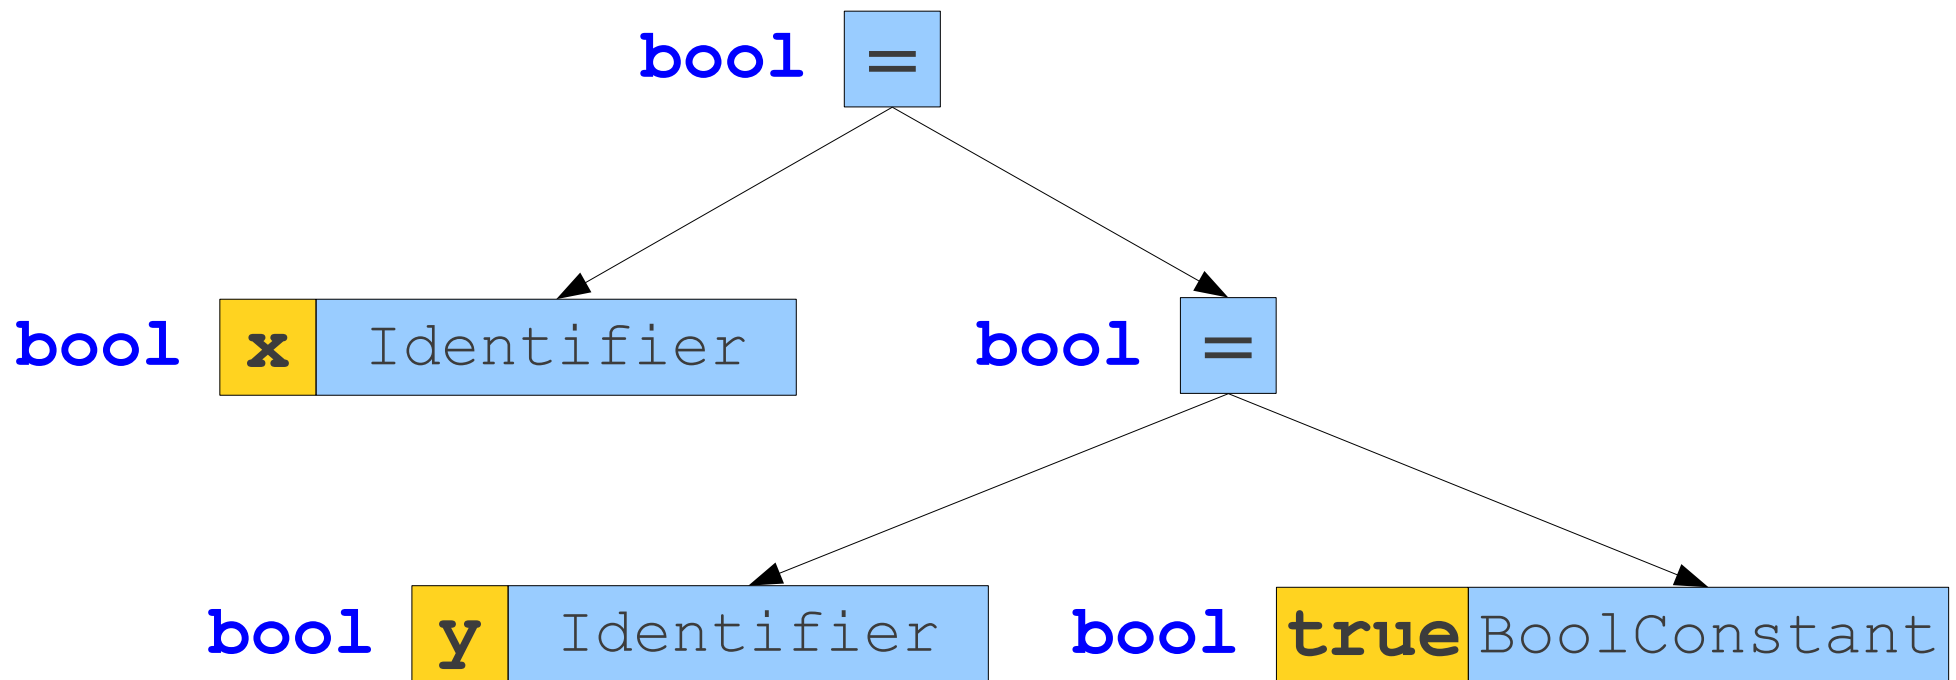 bool =
bool x Identifier bool =
bool y Identifier bool true BoolConstant